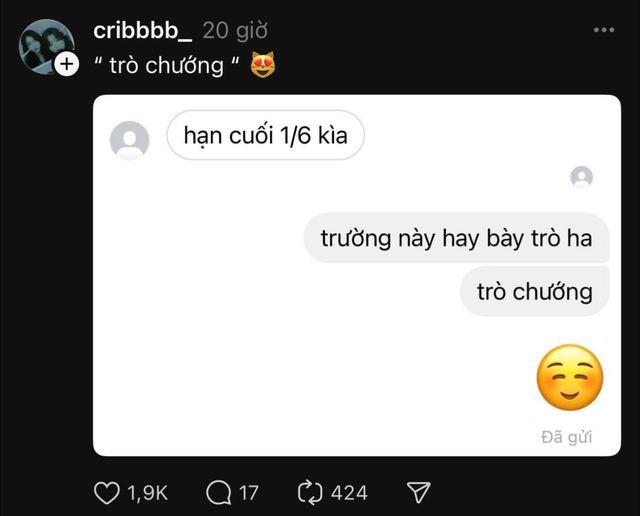 cribbbb_ 20 giờ
“ trò chướng “ 😻
hạn cuối 1/6 kìa
trường này hay bày trò ha
trò chướng
☺️
Đã gửi
1,9K 17 424